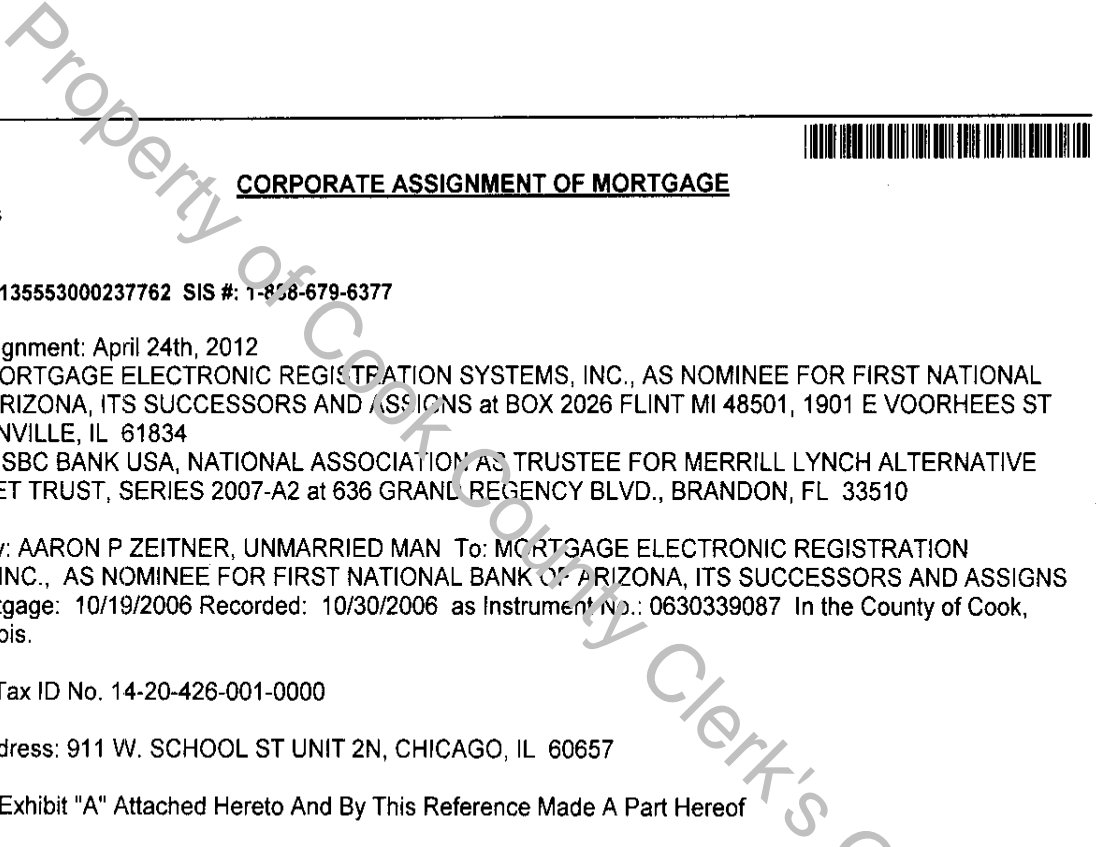 Property of Cook County Clerk's
CORPORATE ASSIGNMENT OF MORTGAGE
135553000237762 SIS #: 1-888-679-6377
gnment: April 24th, 2012
ORTGAGE ELECTRONIC REGISTRATION SYSTEMS, INC., AS NOMINEE FOR FIRST NATIONAL
RIZONA, ITS SUCCESSORS AND ASSIGNS at BOX 2026 FLINT MI 48501, 1901 E VOORHEES ST
NVILLE, IL 61834
SBC BANK USA, NATIONAL ASSOCIATION AS TRUSTEE FOR MERRILL LYNCH ALTERNATIVE
ET TRUST, SERIES 2007-A2 at 636 GRAND REGENCY BLVD., BRANDON, FL 33510
y: AARON P ZEITNER, UNMARRIED MAN To: MORTGAGE ELECTRONIC REGISTRATION
INC., AS NOMINEE FOR FIRST NATIONAL BANK OF ARIZONA, ITS SUCCESSORS AND ASSIGNS
tgage: 10/19/2006 Recorded: 10/30/2006 as Instrument No.: 0630339087 In the County of Cook,
ois.
Tax ID No. 14-20-426-001-0000
dress: 911 W. SCHOOL ST UNIT 2N, CHICAGO, IL 60657
Exhibit "A" Attached Hereto And By This Reference Made A Part Hereof